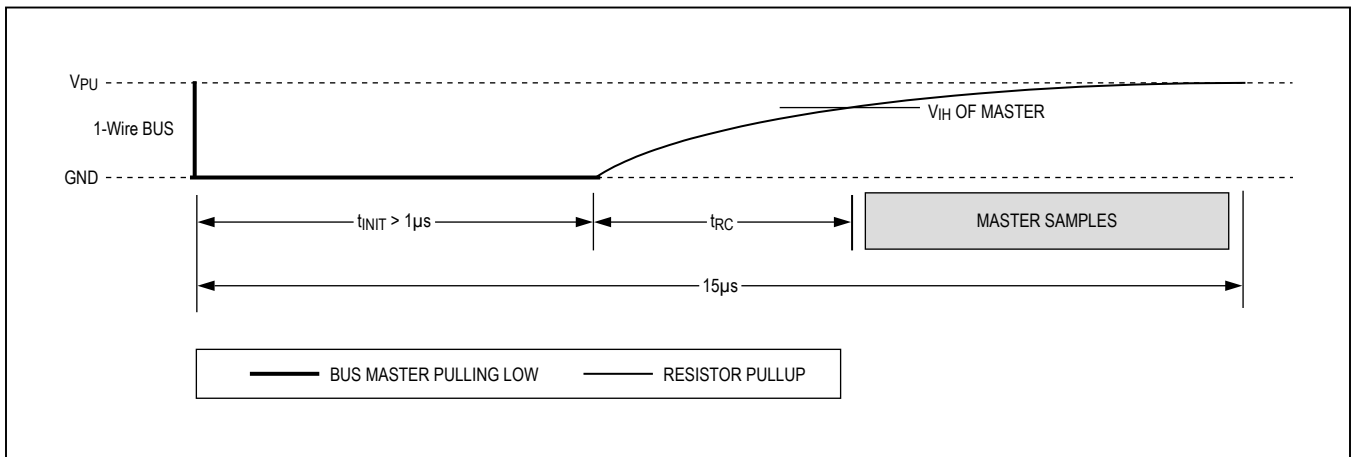 VPU
1-Wire BUS
GND
VIH OF MASTER
tINIT > 1µs
tRC
MASTER SAMPLES
15µs
BUS MASTER PULLING LOW
RESISTOR PULLUP